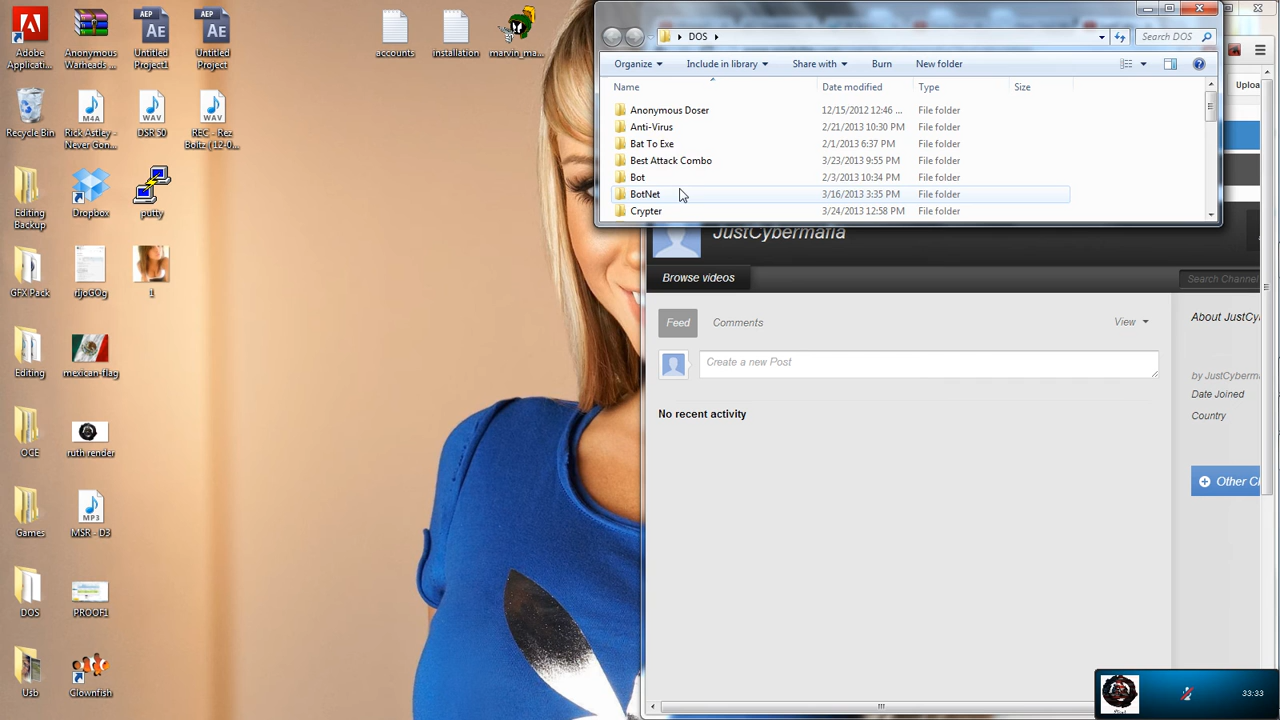 Adobe
Applicati...
Anonymous
Warheads ...
AEP
Untitled
Project1
AEP
Untitled
Project
accounts
installation
marvin_ma...
Recycle Bin
M4A
Rick Astley -
Never Gon...
WAV
DSR 50
WAV
REC - Rez
Boltz (12-0...
Editing
Backup
Dropbox
putty
GFX Pack
1
Editing
mexican-flag
OCE
ruth render
Games
MP3
MSR - D3
DOS
PROOF1
Usb
Clownfish
DOS
Search DOS
Organize
Include in library
Share with
Burn
New folder
Name
Date modified
Type
Size
Anonymous Doser 12/15/2012 12:46 ... File folder
Anti-Virus 2/21/2013 10:30 PM File folder
Bat To Exe 2/1/2013 6:37 PM File folder
Best Attack Combo 3/23/2013 9:55 PM File folder
Bot 2/3/2013 10:34 PM File folder
BotNet 3/16/2013 3:35 PM File folder
Crypter 3/24/2013 12:58 PM File folder
Uploa
JustCybermafia
Browse videos
Search Channel
Feed
Comments
View
About JustCy
Create a new Post
by JustCyberm
Date Joined
Country
No recent activity
Other Ch
33:33